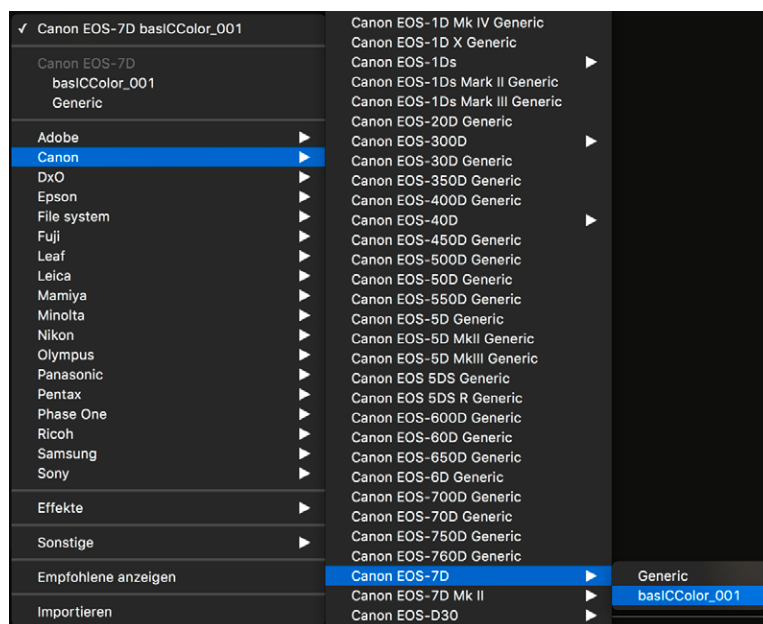 ✓ Canon EOS-7D basICColor_001
Canon EOS-7D
basICColor_001
Generic
Adobe
Canon
DxO
Epson
File system
Fuji
Leaf
Leica
Mamiya
Minolta
Nikon
Olympus
Panasonic
Pentax
Phase One
Ricoh
Samsung
Sony
Effekte
Sonstige
Empfohlene anzeigen
Importieren
Canon EOS-1D Mk IV Generic
Canon EOS-1D X Generic
Canon EOS-1Ds
Canon EOS-1Ds Mark II Generic
Canon EOS-1Ds Mark III Generic
Canon EOS-20D Generic
Canon EOS-300D
Canon EOS-30D Generic
Canon EOS-350D Generic
Canon EOS-400D Generic
Canon EOS-40D
Canon EOS-450D Generic
Canon EOS-500D Generic
Canon EOS-50D Generic
Canon EOS-550D Generic
Canon EOS-5D Generic
Canon EOS-5D MkII Generic
Canon EOS-5D MkIII Generic
Canon EOS 5DS Generic
Canon EOS 5DS R Generic
Canon EOS-600D Generic
Canon EOS-60D Generic
Canon EOS-650D Generic
Canon EOS-6D Generic
Canon EOS-700D Generic
Canon EOS-70D Generic
Canon EOS-750D Generic
Canon EOS-760D Generic
Canon EOS-7D
Canon EOS-7D Mk II
Canon EOS-D30
Generic
basICColor_001